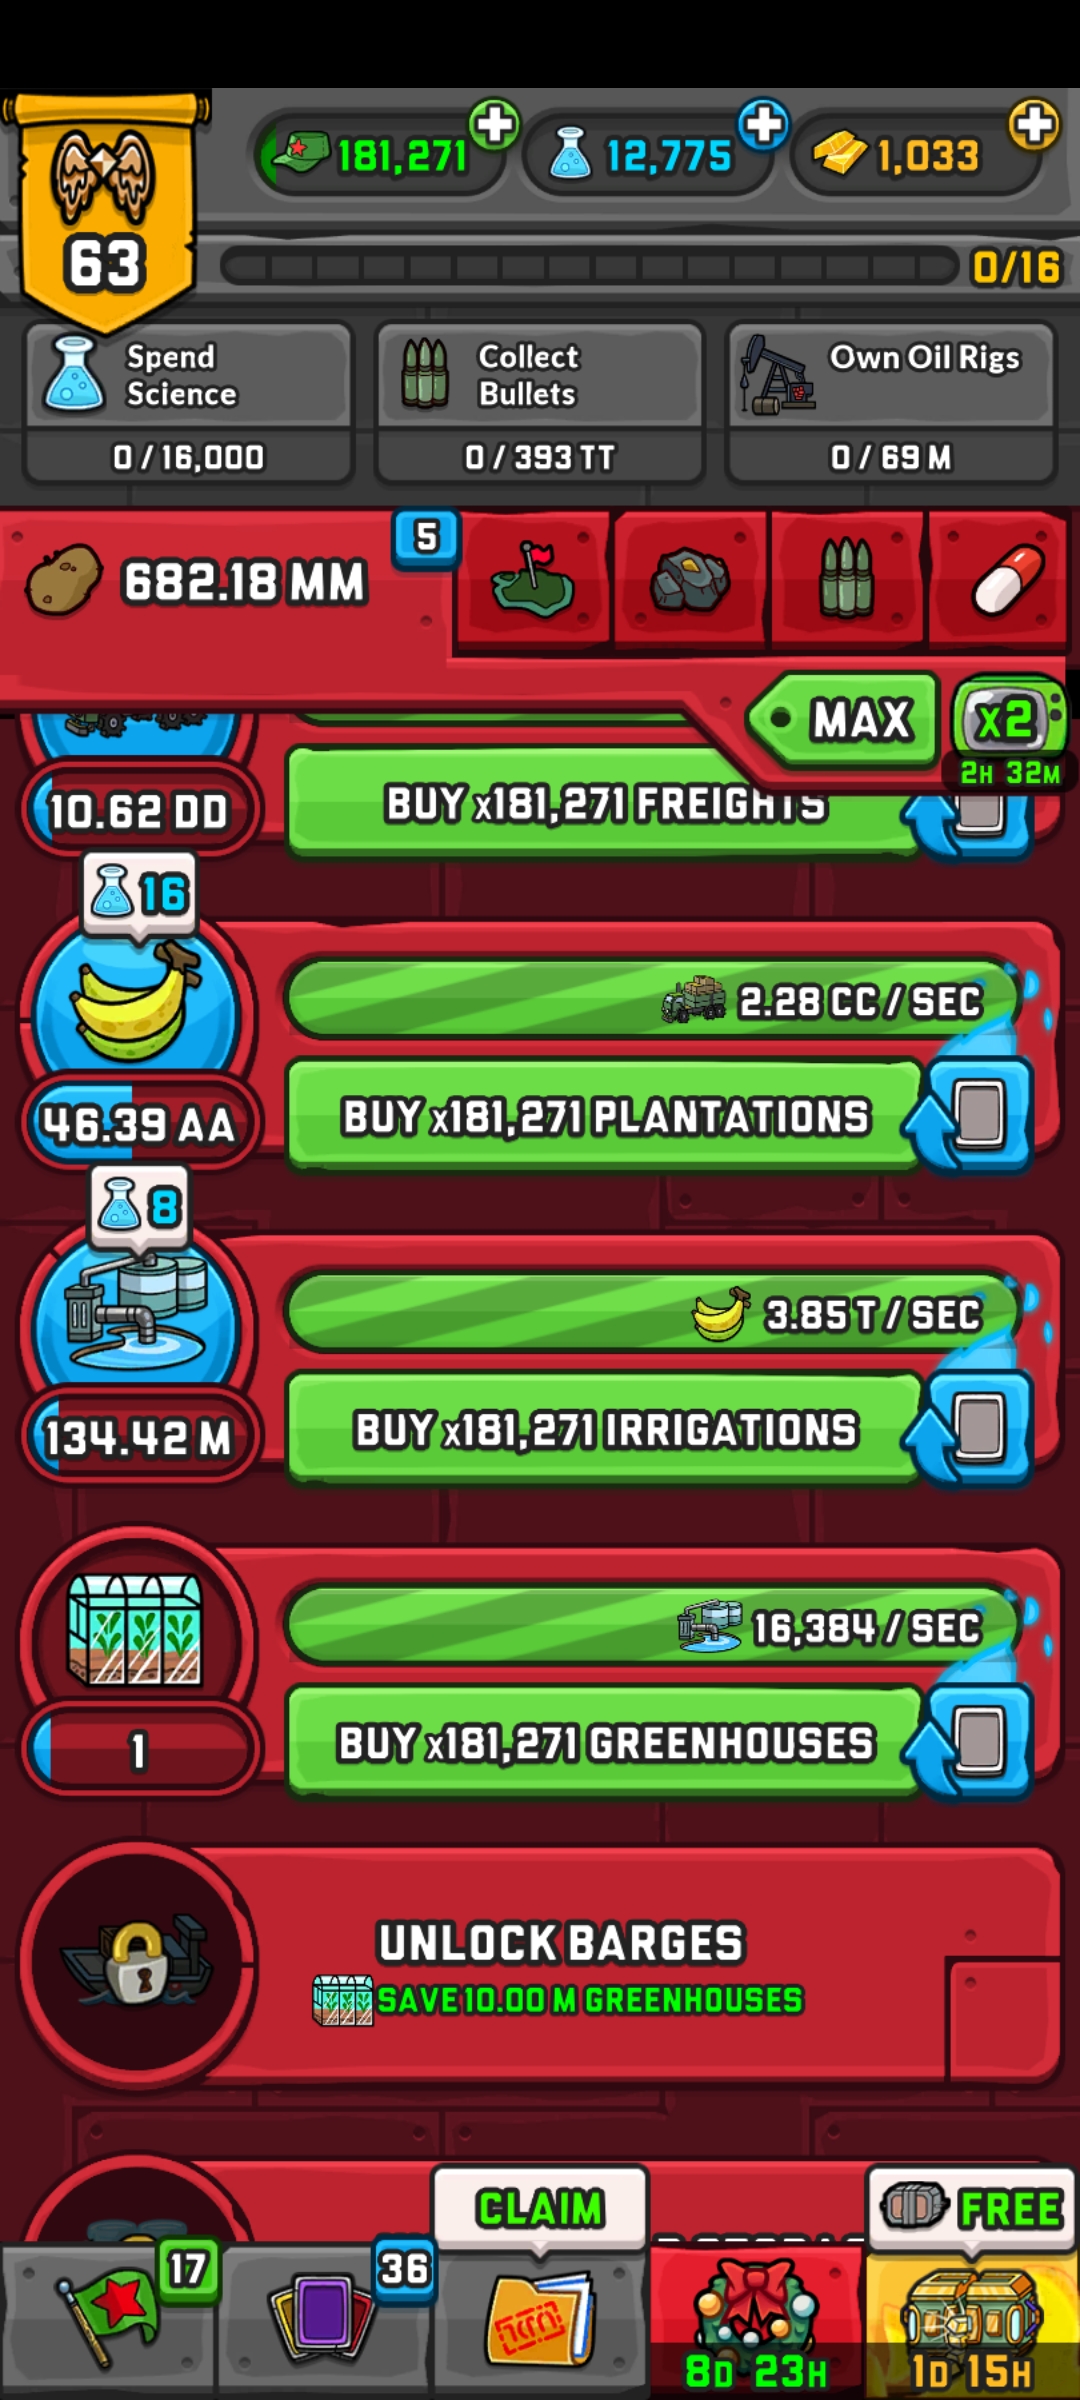 181,271
12,775
1,033
63
0/16
Spend
Science
0 / 16,000
Collect
Bullets
0 / 393 TT
Own Oil Rigs
0 / 69 M
682.18 MM
5
MAX
x2
2H 32M
10.62 DD
BUY x181,271 FREIGHTS
16
46.39 AA
2.28 CC / SEC
BUY x181,271 PLANTATIONS
8
134.42 M
3.85 T / SEC
BUY x181,271 IRRIGATIONS
1
16,384 / SEC
BUY x181,271 GREENHOUSES
UNLOCK BARGES
SAVE 10.00 M GREENHOUSES
CLAIM
FREE
17
36
8D 23H
1D 15H